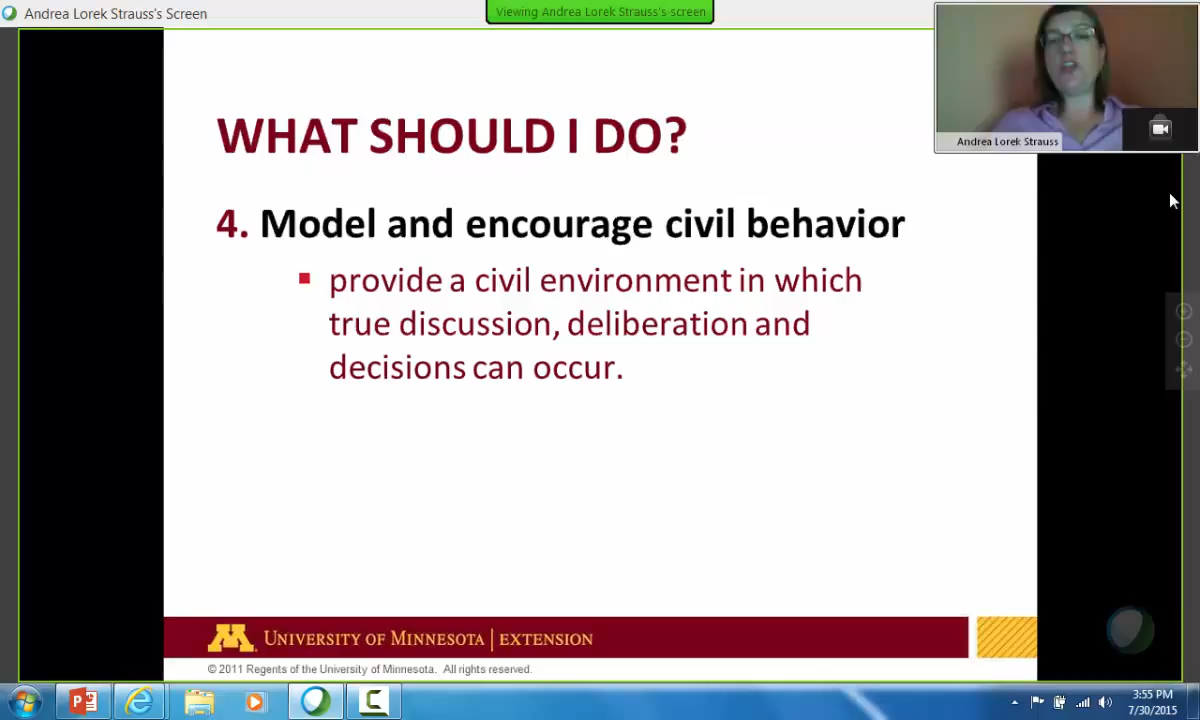 Andrea Lorek Strauss's Screen
Viewing Andrea Lorek Strauss's screen
Andrea Lorek Strauss
WHAT SHOULD I DO?
4. Model and encourage civil behavior
▪ provide a civil environment in which
true discussion, deliberation and
decisions can occur.
M
UNIVERSITY OF MINNESOTA | EXTENSION
© 2011 Regents of the University of Minnesota. All rights reserved.
3:55 PM
7/30/2015